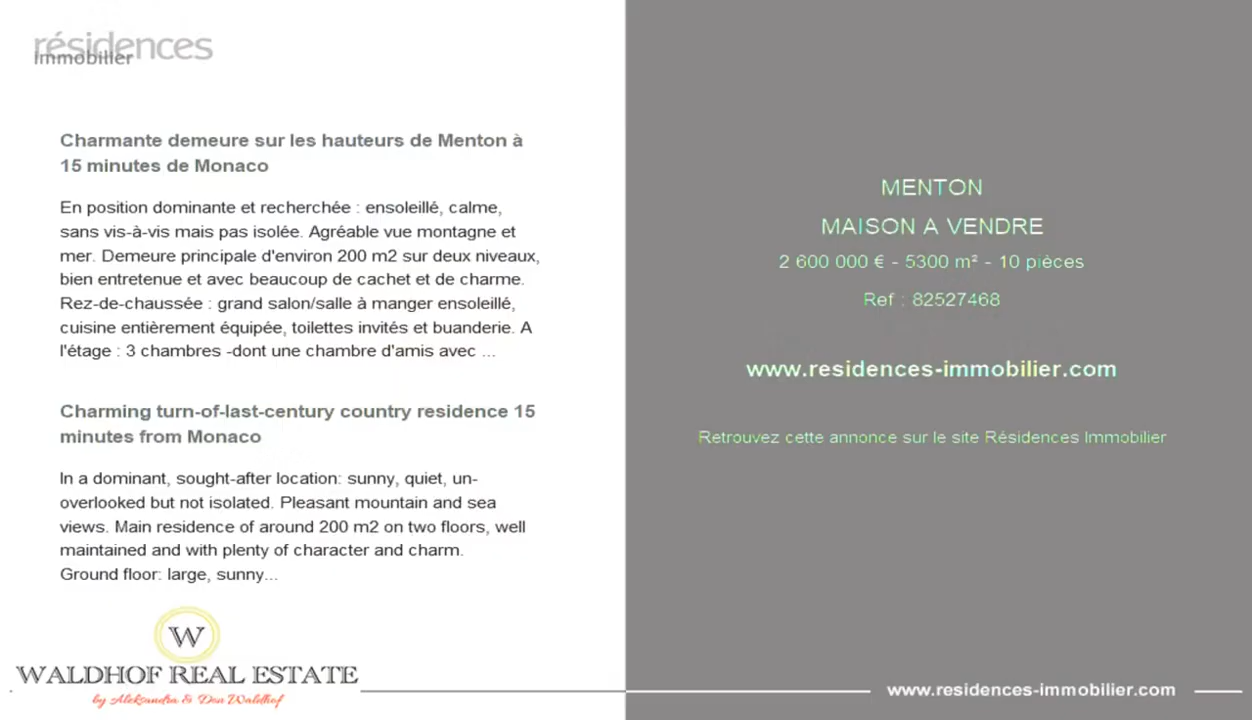 résidences
immobilier
Charmante demeure sur les hauteurs de Menton à
15 minutes de Monaco
En position dominante et recherchée : ensoleillé, calme,
sans vis-à-vis mais pas isolée. Agréable vue montagne et
mer. Demeure principale d'environ 200 m2 sur deux niveaux,
bien entretenue et avec beaucoup de cachet et de charme.
Rez-de-chaussée : grand salon/salle à manger ensoleillé,
cuisine entièrement équipée, toilettes invités et buanderie. A
l'étage : 3 chambres -dont une chambre d'amis avec ...
Charming turn-of-last-century country residence 15
minutes from Monaco
In a dominant, sought-after location: sunny, quiet, un-
overlooked but not isolated. Pleasant mountain and sea
views. Main residence of around 200 m2 on two floors, well
maintained and with plenty of character and charm.
Ground floor: large, sunny...
W
WALDHOF REAL ESTATE
by Aleksandra & Don Waldhof
MENTON
MAISON A VENDRE
2 600 000 € - 5300 m² - 10 pièces
Ref : 82527468
www.residences-immobilier.com
Retrouvez cette annonce sur le site Résidences Immobilier
www.residences-immobilier.com